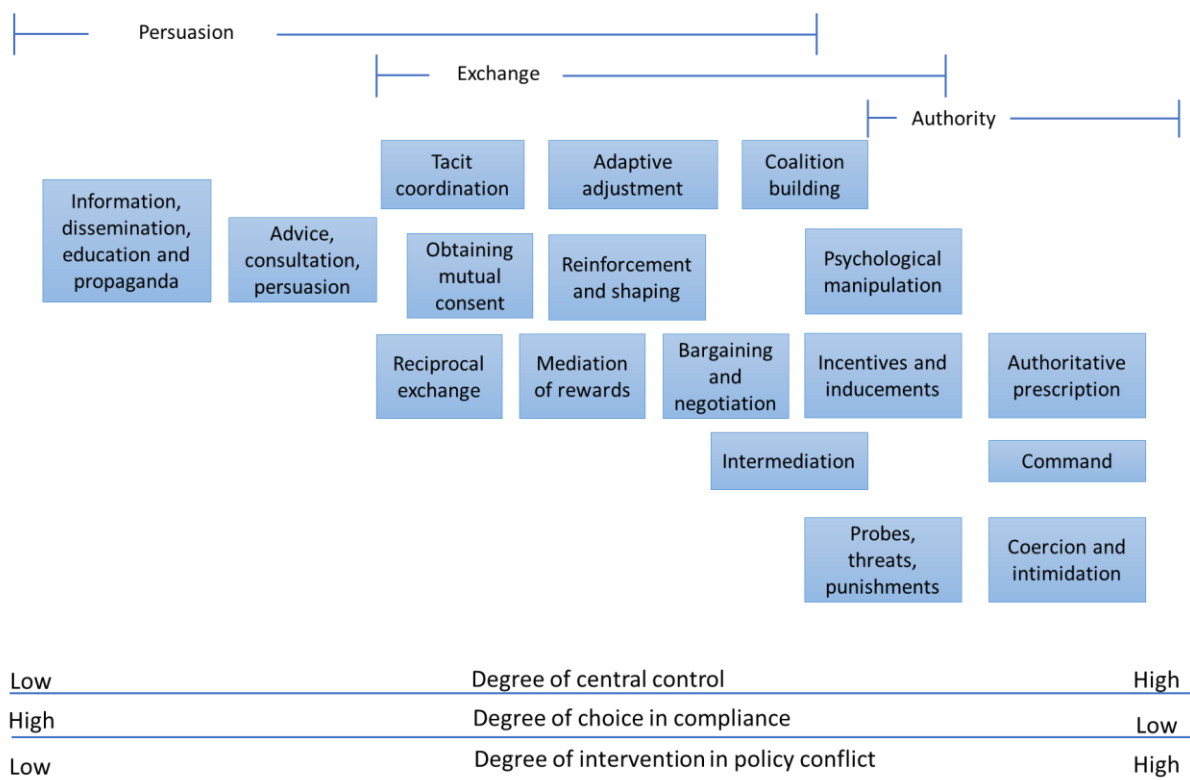 Persuasion
Exchange
Authority
Tacit
coordination
Adaptive
adjustment
Coalition
building
Information,
dissemination,
education and
propaganda
Advice,
consultation,
persuasion
Obtaining
mutual
consent
Reinforcement
and shaping
Psychological
manipulation
Reciprocal
exchange
Mediation
of rewards
Bargaining
and
negotiation
Incentives and
inducements
Authoritative
prescription
Intermediation
Command
Probes,
threats,
punishments
Coercion and
intimidation
Low Degree of central control High
High Degree of choice in compliance Low
Low Degree of intervention in policy conflict High